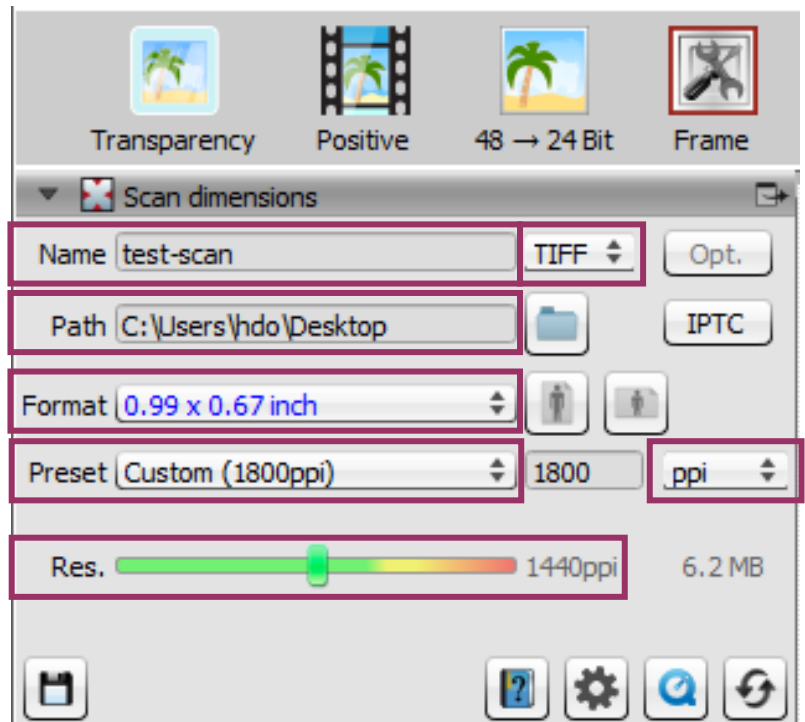 Transparency Positive 48 → 24 Bit Frame
Scan dimensions
Name test-scan TIFF Opt.
Path C:\Users\hdo\Desktop IPTC
Format 0.99 x 0.67 inch
Preset Custom (1800ppi) 1800 ppi
Res. 1440ppi 6.2 MB
?